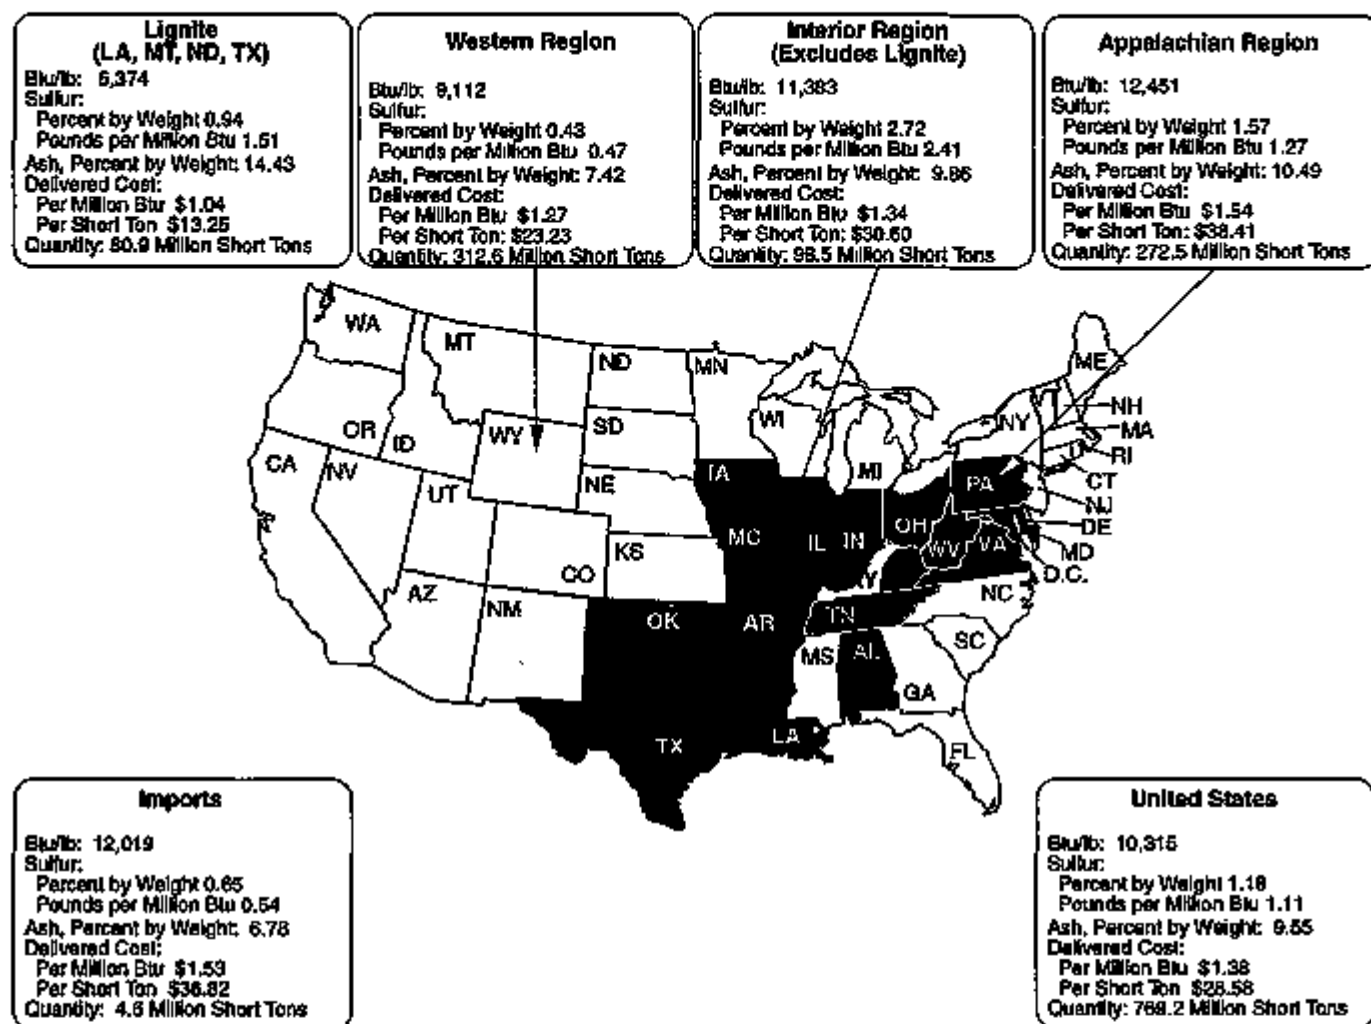 Lignite
(LA, MT, ND, TX)
Btu/lb: 6,374
Sulfur:
Percent by Weight 0.94
Pounds per Million Btu 1.51
Ash, Percent by Weight: 14.43
Delivered Cost:
Per Million Btu $1.04
Per Short Ton $13.25
Quantity: 80.9 Million Short Tons
Western Region
Btu/lb: 9,112
Sulfur:
Percent by Weight 0.43
Pounds per Million Btu 0.47
Ash, Percent by Weight: 7.42
Delivered Cost:
Per Million Btu $1.27
Per Short Ton: $23.23
Quantity: 312.6 Million Short Tons
Interior Region
(Excludes Lignite)
Btu/lb: 11,383
Sulfur:
Percent by Weight 2.72
Pounds per Million Btu 2.41
Ash, Percent by Weight: 9.86
Delivered Cost:
Per Million Btu $1.34
Per Short Ton: $30.60
Quantity: 98.5 Million Short Tons
Appalachian Region
Btu/lb: 12,451
Sulfur:
Percent by Weight 1.57
Pounds per Million Btu 1.27
Ash, Percent by Weight: 10.49
Delivered Cost:
Per Million Btu $1.54
Per Short Ton: $38.41
Quantity: 272.5 Million Short Tons
WA
MT
ND
MN
ME
OR
ID
WY
SD
WI
MI
NY
NH
MA
RI
CT
NJ
DE
MD
D.C.
CA
NV
UT
NE
IA
PA
CO
KS
MO
IL
IN
OH
WV
VA
KY
AZ
NM
OK
AR
TN
NC
SC
MS
AL
GA
TX
LA
FL
Imports
Btu/lb: 12,019
Sulfur:
Percent by Weight 0.65
Pounds per Million Btu 0.54
Ash, Percent by Weight: 6.78
Delivered Cost:
Per Million Btu $1.53
Per Short Ton $36.82
Quantity: 4.6 Million Short Tons
United States
Btu/lb: 10,315
Sulfur:
Percent by Weight 1.18
Pounds per Million Btu 1.11
Ash, Percent by Weight: 9.55
Delivered Cost:
Per Million Btu $1.38
Per Short Ton $28.58
Quantity: 769.2 Million Short Tons